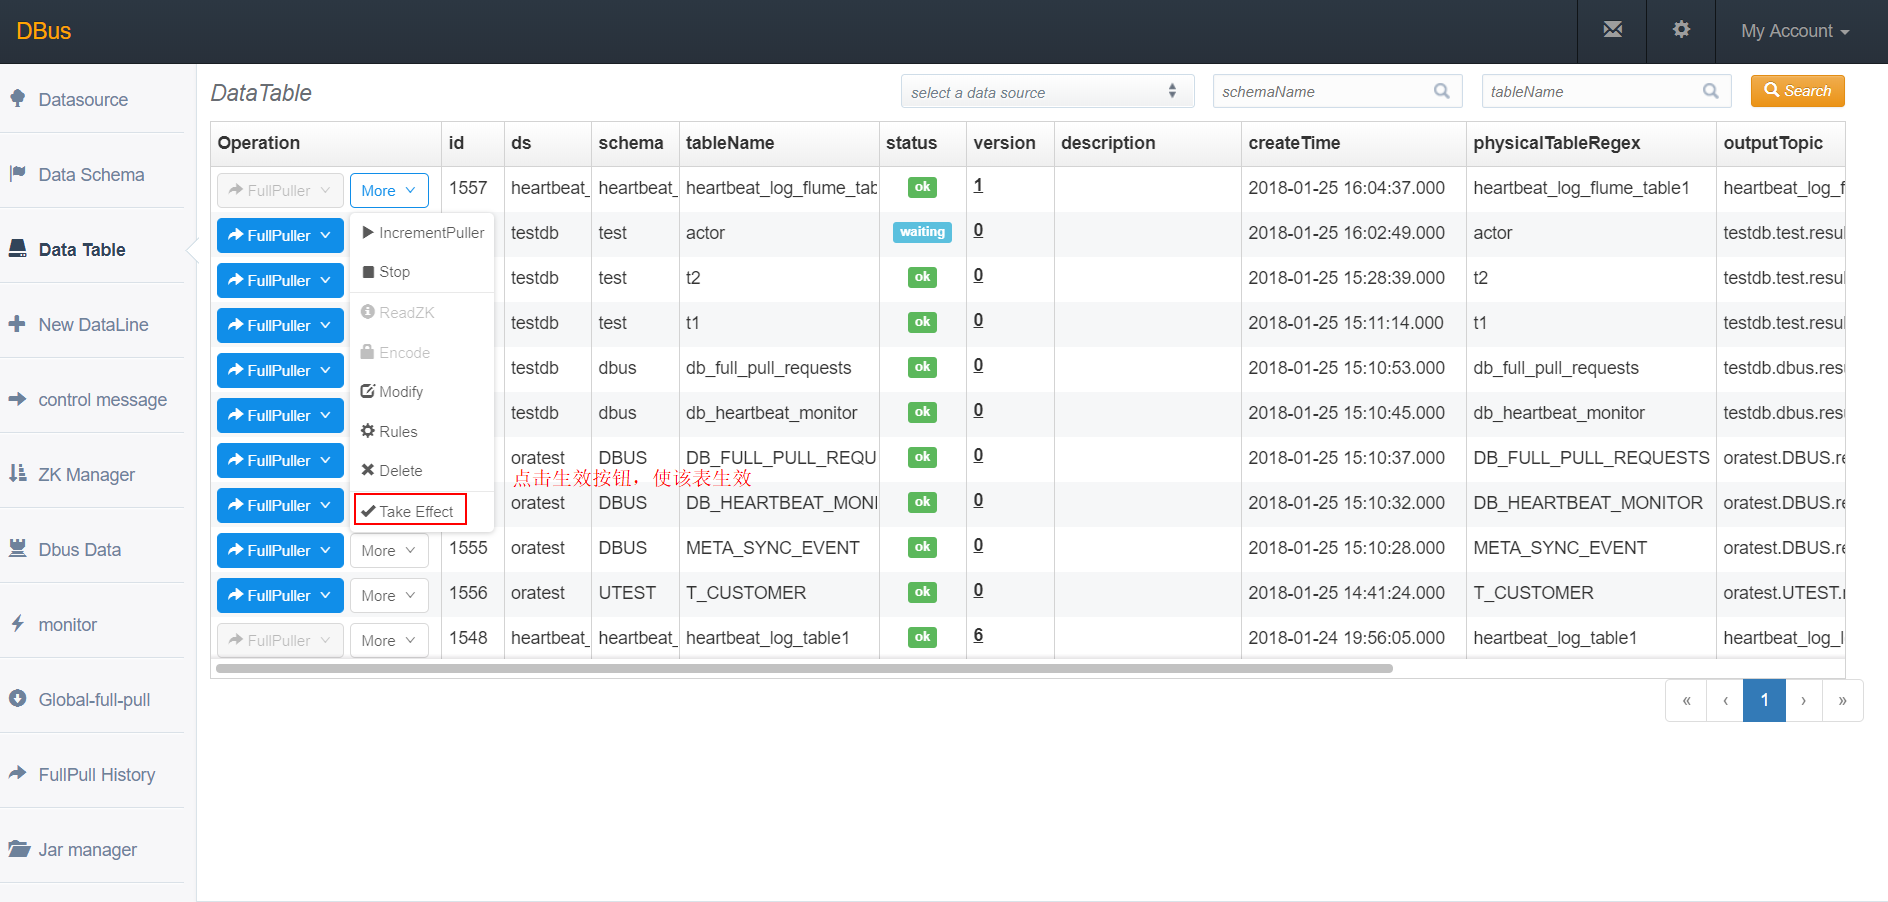 DBus
My Account
Datasource
Data Schema
Data Table
New DataLine
control message
ZK Manager
Dbus Data
monitor
Global-full-pull
FullPull History
Jar manager
DataTable
select a data source
schemaName
tableName
Search
Operation id ds schema tableName status version description createTime physicalTableRegex outputTopic
FullPuller More 1557 heartbeat_ heartbeat_ heartbeat_log_flume_tab ok 1 2018-01-25 16:04:37.000 heartbeat_log_flume_table1 heartbeat_log_f
FullPuller testdb test actor waiting 0 2018-01-25 16:02:49.000 actor testdb.test.resul
FullPuller testdb test t2 ok 0 2018-01-25 15:28:39.000 t2 testdb.test.resul
FullPuller testdb test t1 ok 0 2018-01-25 15:11:14.000 t1 testdb.test.resul
FullPuller testdb dbus db_full_pull_requests ok 0 2018-01-25 15:10:53.000 db_full_pull_requests testdb.dbus.res
FullPuller testdb dbus db_heartbeat_monitor ok 0 2018-01-25 15:10:45.000 db_heartbeat_monitor testdb.dbus.res
FullPuller oratest DBUS DB_FULL_PULL_REQU ok 0 2018-01-25 15:10:37.000 DB_FULL_PULL_REQUESTS oratest.DBUS.re
FullPuller oratest DBUS DB_HEARTBEAT_MONI ok 0 2018-01-25 15:10:32.000 DB_HEARTBEAT_MONITOR oratest.DBUS.re
FullPuller More 1555 oratest DBUS META_SYNC_EVENT ok 0 2018-01-25 15:10:28.000 META_SYNC_EVENT oratest.DBUS.re
FullPuller More 1556 oratest UTEST T_CUSTOMER ok 0 2018-01-25 14:41:24.000 T_CUSTOMER oratest.UTEST.r
FullPuller More 1548 heartbeat_ heartbeat_ heartbeat_log_table1 ok 6 2018-01-24 19:56:05.000 heartbeat_log_table1 heartbeat_log_l
IncrementPuller
Stop
ReadZK
Encode
Modify
Rules
Delete
Take Effect
点击生效按钮，使该表生效
« ‹ 1 › »